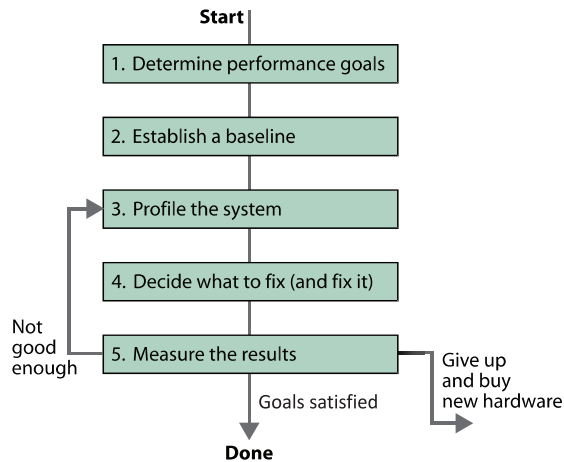 Start
1. Determine performance goals
2. Establish a baseline
3. Profile the system
4. Decide what to fix (and fix it)
Not
good
enough
5. Measure the results
Give up
and buy
new hardware
Goals satisfied
Done